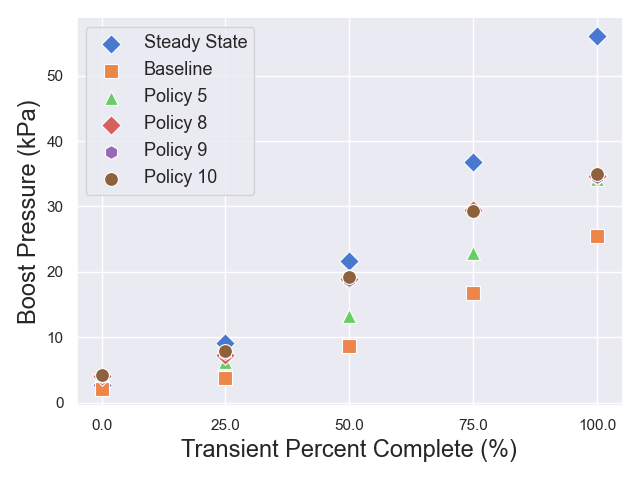 Boost Pressure (kPa)
50
40
30
20
10
0
Steady State
Baseline
Policy 5
Policy 8
Policy 9
Policy 10
0.0 25.0 50.0 75.0 100.0
Transient Percent Complete (%)